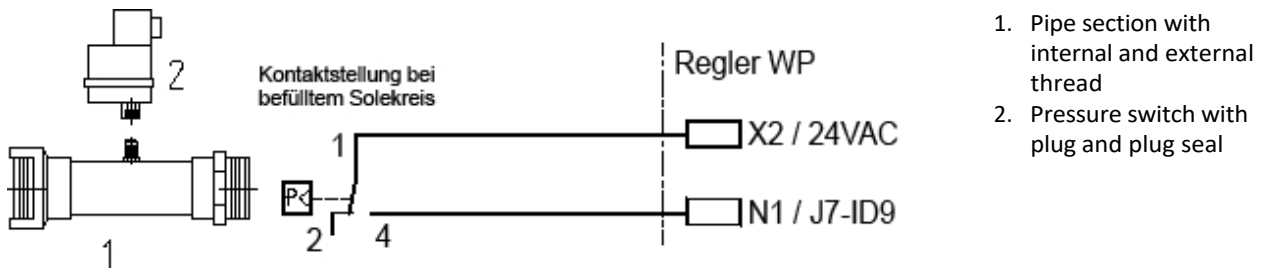 2
1
Kontaktstellung bei
befülltem Solekreis
1
P<
2
4
Regler WP
X2 / 24VAC
N1 / J7-ID9
1. Pipe section with
internal and external
thread
2. Pressure switch with
plug and plug seal